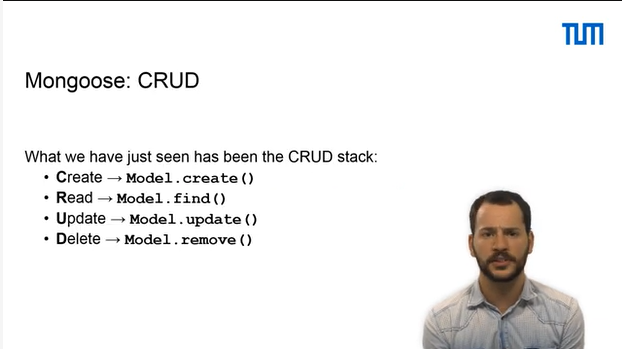 TUM
Mongoose: CRUD
What we have just seen has been the CRUD stack:
• Create → Model.create()
• Read → Model.find()
• Update → Model.update()
• Delete → Model.remove()